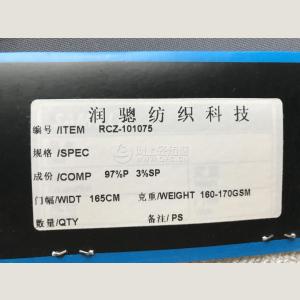 润骢纺织科技
编号/ITEM RCZ-101075
规格/SPEC
成份/COMP 97%P 3%SP
门幅/WIDT 165CM 克重/WEIGHT 160-170GSM
数量/QTY 备注/PS